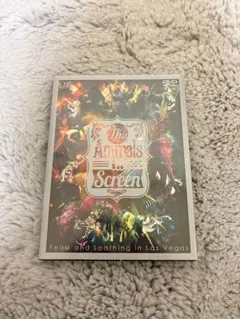 The
Animals
in
Screen
Fear, and Loathing in Las Vegas